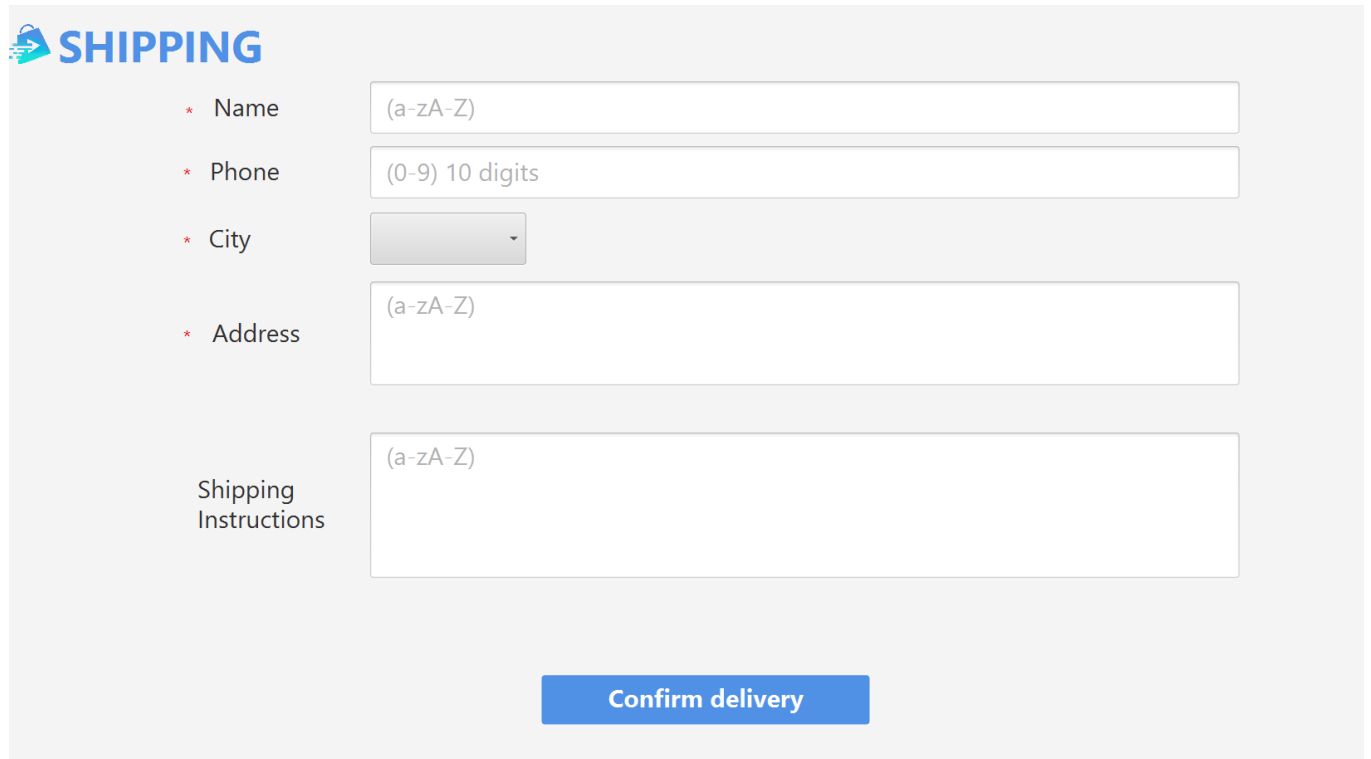 SHIPPING
* Name
(a-zA-Z)
* Phone
(0-9) 10 digits
* City
* Address
(a-zA-Z)
Shipping
Instructions
(a-zA-Z)
Confirm delivery